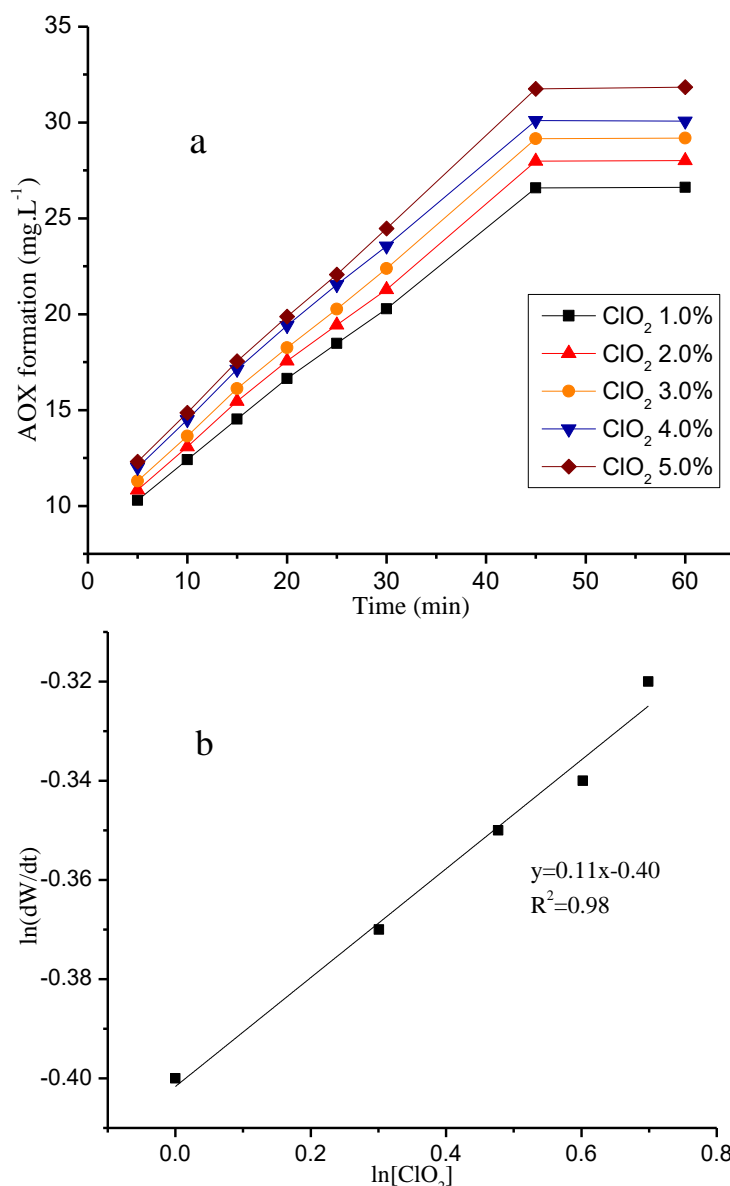 35
30
25
20
15
10
AOX formation (mg.L⁻¹)
a
ClO₂ 1.0%
ClO₂ 2.0%
ClO₂ 3.0%
ClO₂ 4.0%
ClO₂ 5.0%
0 10 20 30 40 50 60
Time (min)
-0.32
-0.34
-0.36
-0.38
-0.40
ln(dW/dt)
b
y=0.11x-0.40
R²=0.98
0.0 0.2 0.4 0.6 0.8
ln[ClO₂]